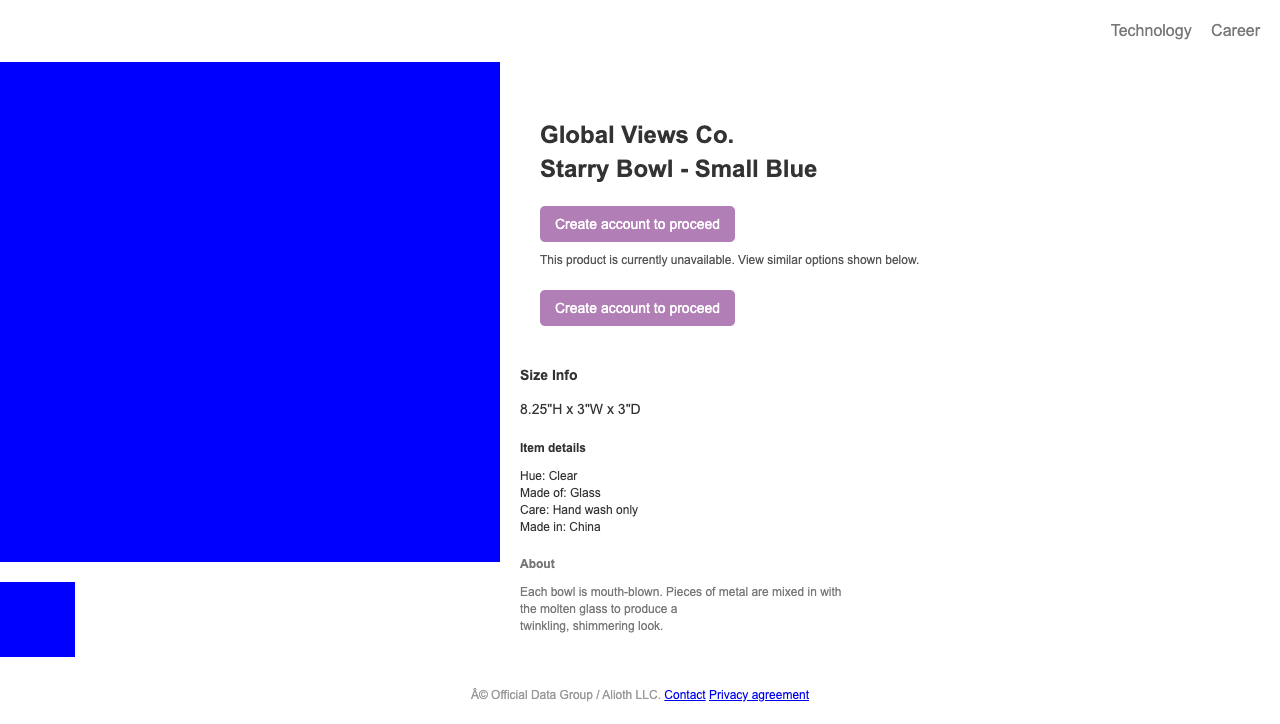 Technology Career
Global Views Co.
Starry Bowl - Small Blue
Create account to proceed
This product is currently unavailable. View similar options shown below.
Create account to proceed
Size Info
8.25"H x 3"W x 3"D
Item details
Hue: Clear
Made of: Glass
Care: Hand wash only
Made in: China
About
Each bowl is mouth-blown. Pieces of metal are mixed in with
the molten glass to produce a
twinkling, shimmering look.
Â© Official Data Group / Alioth LLC. Contact Privacy agreement